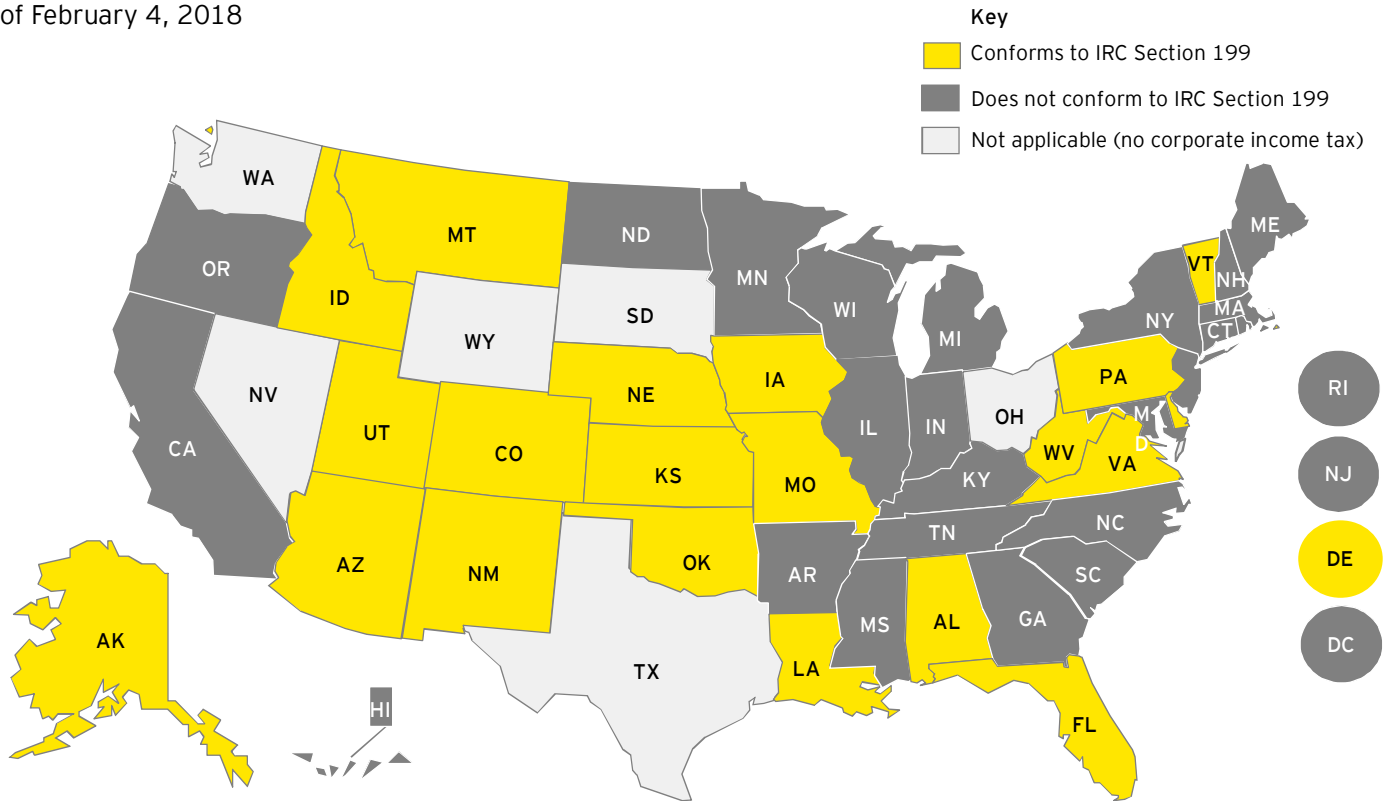 of February 4, 2018
Key
Conforms to IRC Section 199
Does not conform to IRC Section 199
Not applicable (no corporate income tax)
WA
MT
ND
MN
ME
VT
NH
OR
ID
SD
WI
MA
NY
CT
WY
MI
NV
NE
IA
PA
RI
UT
CO
IL
IN
OH
M
D
CA
KS
MO
WV
VA
KY
NJ
AZ
NM
OK
TN
NC
DE
AR
SC
AK
MS
AL
GA
DC
LA
TX
HI
FL